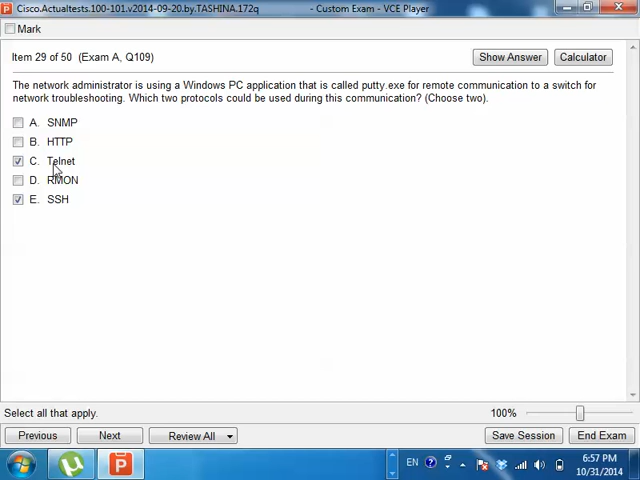 Cisco.Actualtests.100-101.v2014-09-20.by.TASHINA.172q - Custom Exam - VCE Player
Mark
Item 29 of 50 (Exam A, Q109)
Show Answer
Calculator
The network administrator is using a Windows PC application that is called putty.exe for remote communication to a switch for
network troubleshooting. Which two protocols could be used during this communication? (Choose two).
A. SNMP
B. HTTP
C. Telnet
D. RMON
E. SSH
Select all that apply.
100%
Previous
Next
Review All
Save Session
End Exam
EN
6:57 PM
10/31/2014